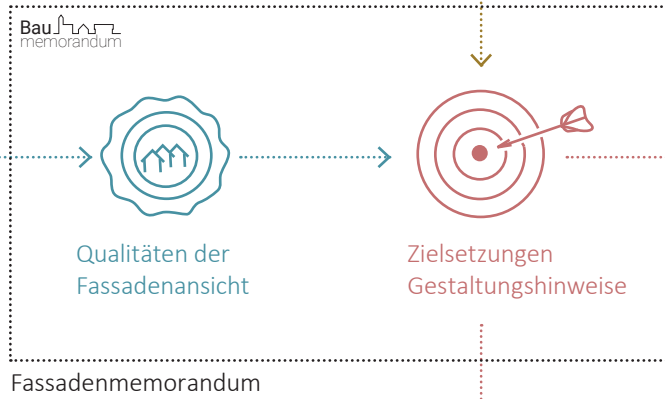 Bau
memorandum
Qualitäten der
Fassadenansicht
Zielsetzungen
Gestaltungshinweise
Fassadenmemorandum